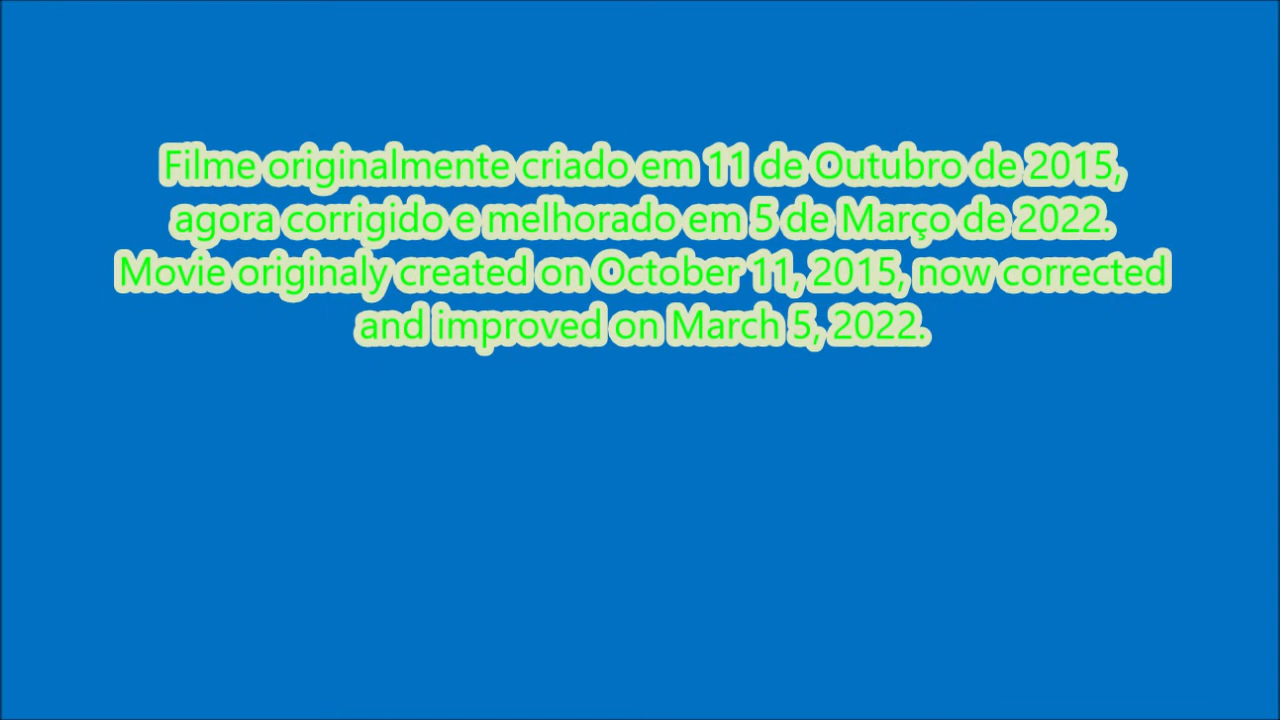 Filme originalmente criado em 11 de Outubro de 2015,
agora corrigido e melhorado em 5 de Março de 2022.
Movie originaly created on October 11, 2015, now corrected
and improved on March 5, 2022.